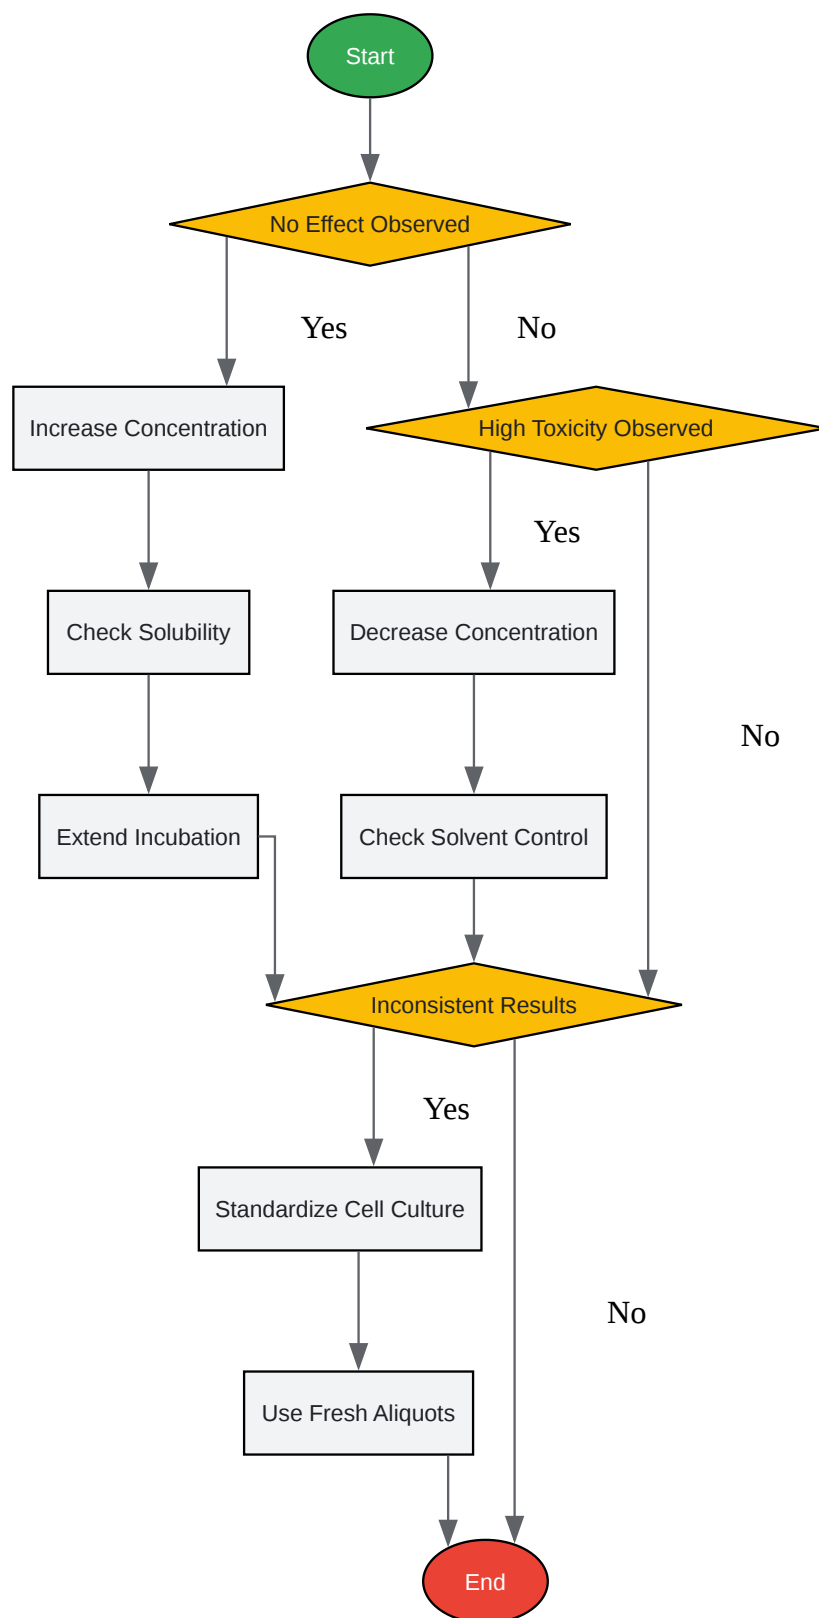 Start
No Effect Observed
Yes
No
Increase Concentration
High Toxicity Observed
Yes
Check Solubility
Decrease Concentration
No
Extend Incubation
Check Solvent Control
Inconsistent Results
Yes
Standardize Cell Culture
No
Use Fresh Aliquots
End